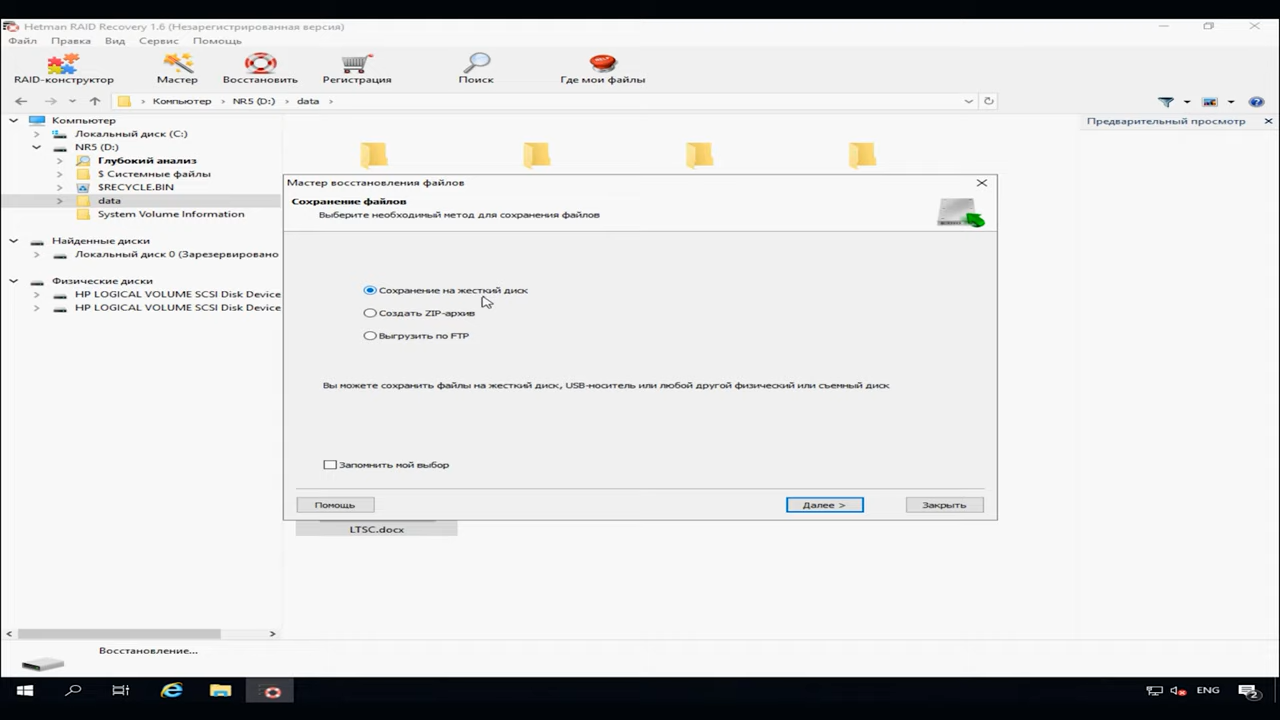 Hetman RAID Recovery 1.6 (Незарегистрированная версия)
Файл Правка Вид Сервис Помощь
RAID-конструктор Мастер Восстановить Регистрация Поиск Где мои файлы
Компьютер NR5 (D:) data
Компьютер
Локальный диск (C:)
NR5 (D:)
Глубокий анализ
$ Системные файлы
$RECYCLE.BIN
data
System Volume Information
Найденные диски
Локальный диск 0 (Зарезервировано
Физические диски
HP LOGICAL VOLUME SCSI Disk Device
HP LOGICAL VOLUME SCSI Disk Device
Предварительный просмотр
Мастер восстановления файлов
Сохранение файлов
Выберите необходимый метод для сохранения файлов
Сохранение на жесткий диск
Создать ZIP-архив
Выгрузить по FTP
Вы можете сохранить файлы на жесткий диск, USB-носитель или любой другой физический или съемный диск
Запомнить мой выбор
Помощь Далее > Закрыть
LTSC.docx
Восстановление...
ENG
2